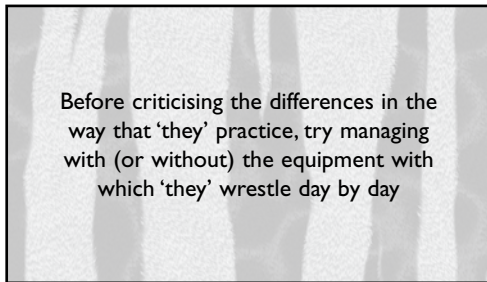 Before criticising the differences in the
way that ‘they’ practice, try managing
with (or without) the equipment with
which ‘they’ wrestle day by day